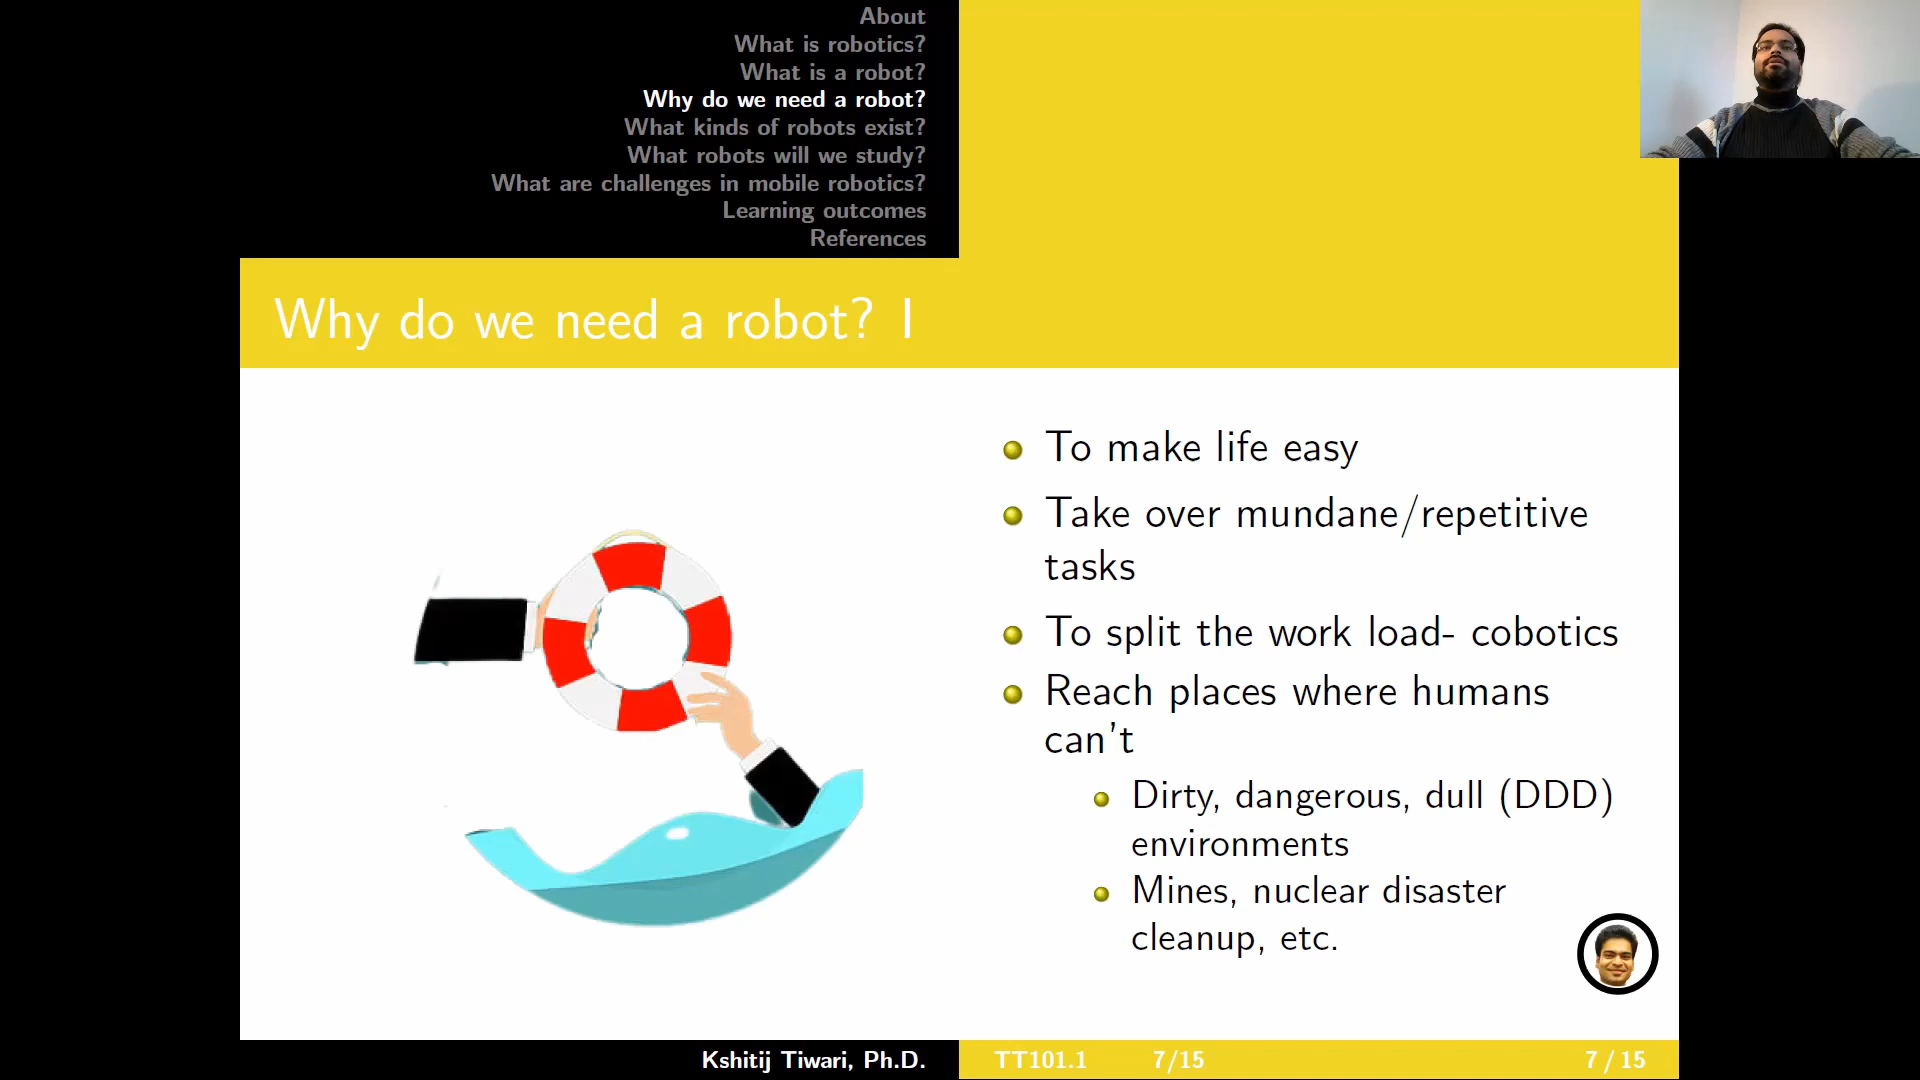 About
What is robotics?
What is a robot?
Why do we need a robot?
What kinds of robots exist?
What robots will we study?
What are challenges in mobile robotics?
Learning outcomes
References
Why do we need a robot? I
To make life easy
Take over mundane/repetitive
tasks
To split the work load- cobotics
Reach places where humans
can't
Dirty, dangerous, dull (DDD)
environments
Mines, nuclear disaster
cleanup, etc.
Kshitij Tiwari, Ph.D. TT101.1 7/15 7 / 15